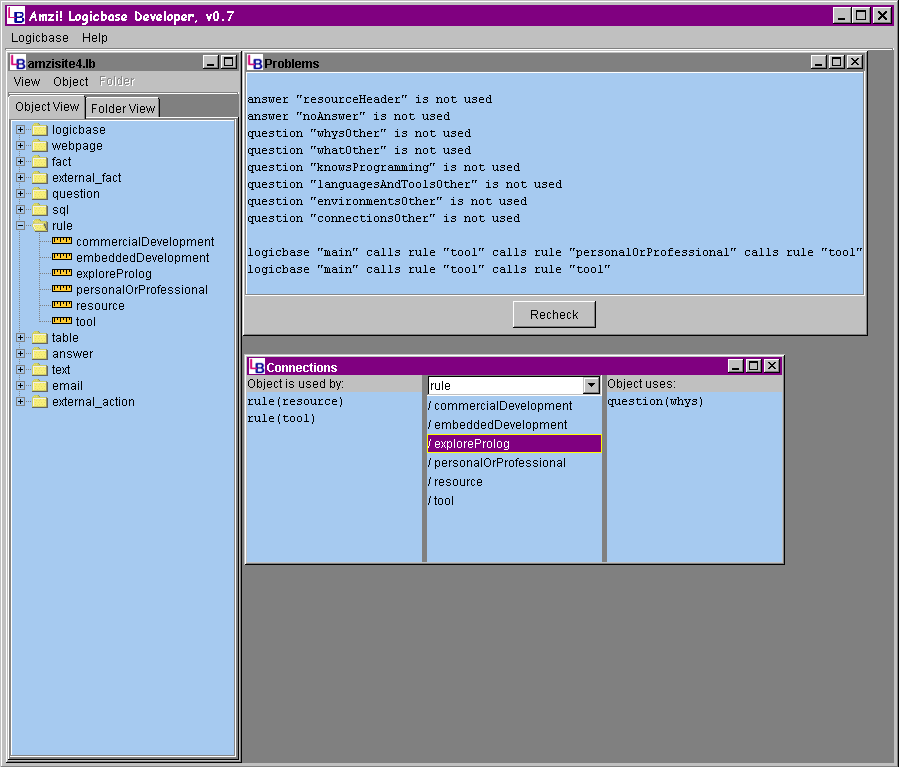 LB Amzi! Logicbase Developer, v0.7
Logicbase Help
LB amzisite4.lb
View Object Folder
Object View Folder View
logicbase
webpage
fact
external_fact
question
sql
rule
commercialDevelopment
embeddedDevelopment
exploreProlog
personalOrProfessional
resource
tool
table
answer
text
email
external_action
LB Problems
answer "resourceHeader" is not used
answer "noAnswer" is not used
question "whysOther" is not used
question "whatOther" is not used
question "knowsProgramming" is not used
question "languagesAndToolsOther" is not used
question "environmentsOther" is not used
question "connectionsOther" is not used
logicbase "main" calls rule "tool" calls rule "personalOrProfessional" calls rule "tool"
logicbase "main" calls rule "tool" calls rule "tool"
Recheck
LB Connections
Object is used by:
rule(resource)
rule(tool)
rule
/ commercialDevelopment
/ embeddedDevelopment
/ exploreProlog
/ personalOrProfessional
/ resource
/ tool
Object uses:
question(whys)